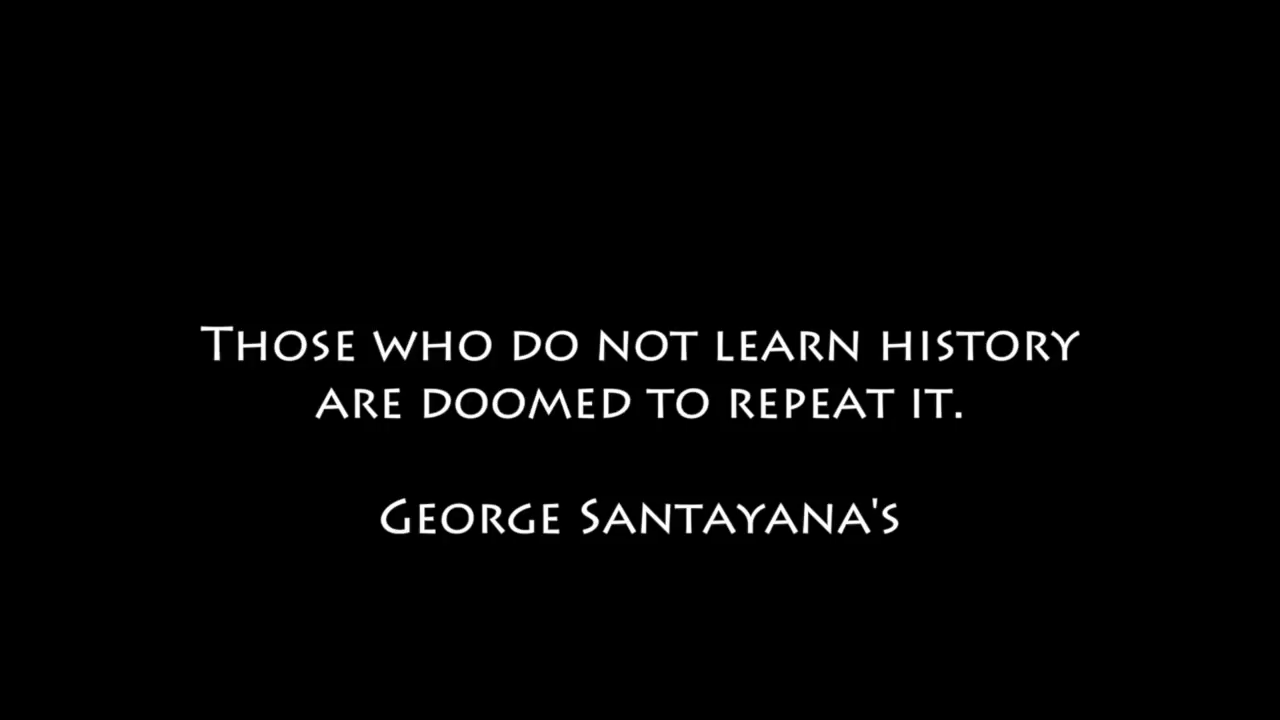 Those who do not learn history
are doomed to repeat it.
George Santayana's